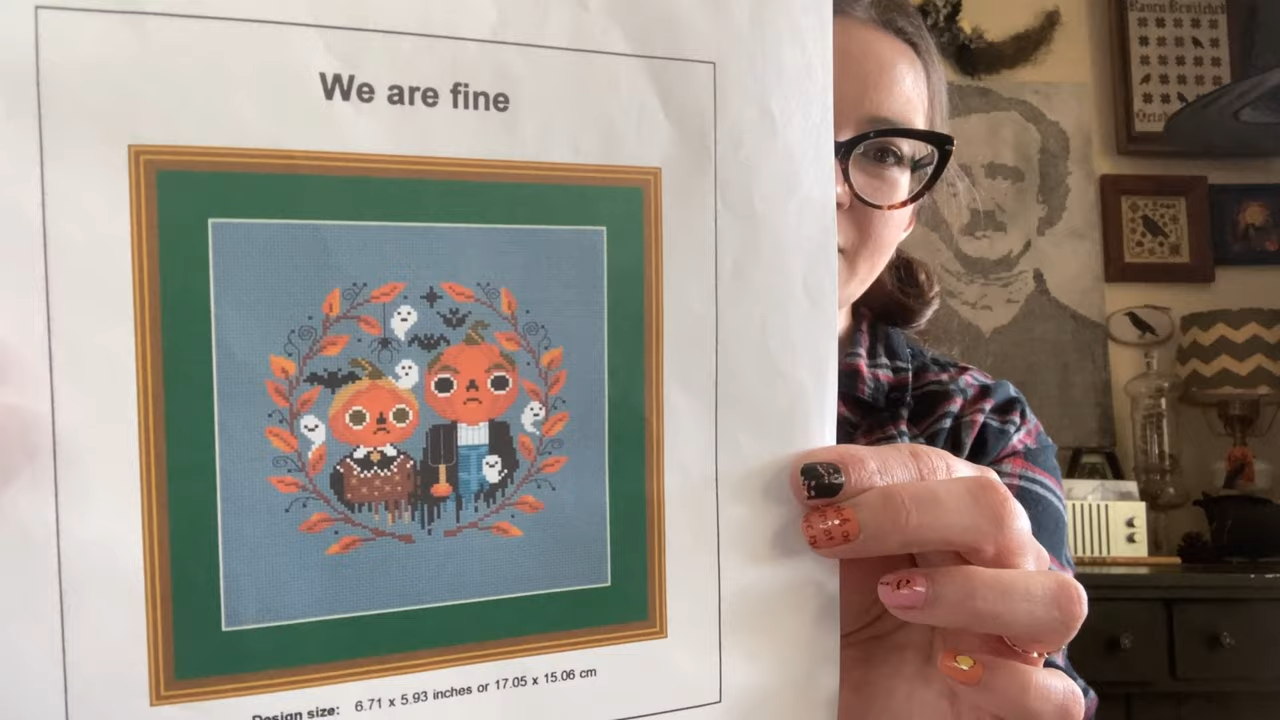 We are fine
Design size: 6.71 x 5.93 inches or 17.05 x 15.06 cm
Raven Bewitched